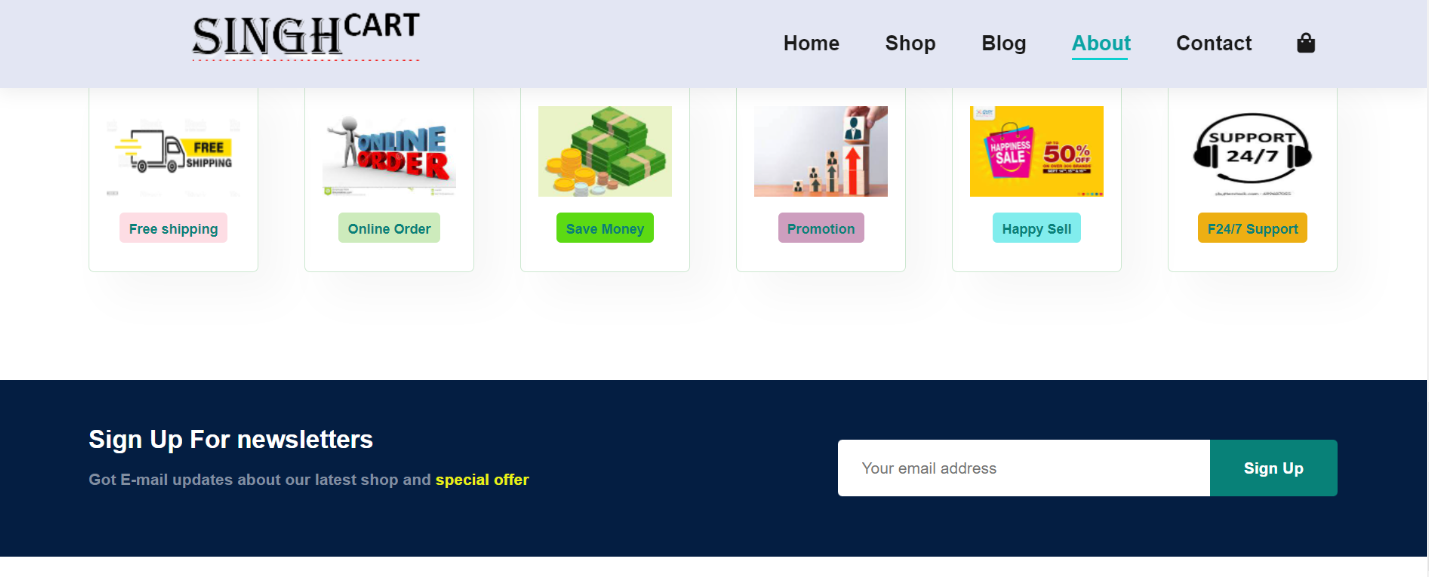 SINGHCART
Home Shop Blog About Contact
FREE
SHIPPING
ONLINE
ORDER
HAPPINESS
SALE
UP TO
50%
OFF
SUPPORT
24/7
Free shipping
Online Order
Save Money
Promotion
Happy Sell
F24/7 Support
Sign Up For newsletters
Got E-mail updates about our latest shop and special offer
Your email address
Sign Up